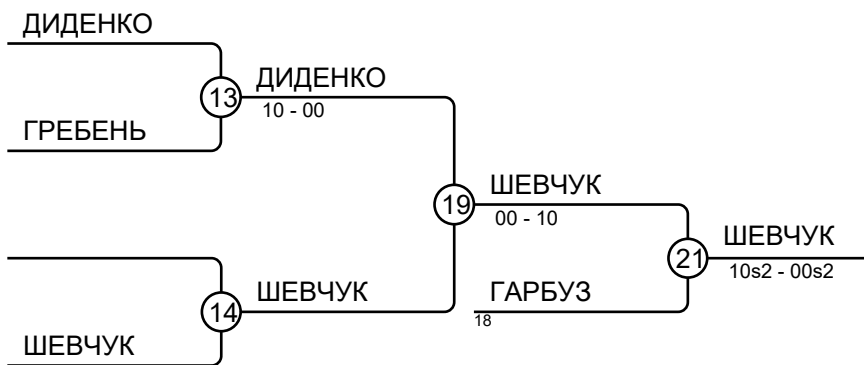 ДИДЕНКО
13
ДИДЕНКО
10 - 00
ГРЕБЕНЬ
19
ШЕВЧУК
00 - 10
21
ШЕВЧУК
10s2 - 00s2
14
ШЕВЧУК
ГАРБУЗ
18
ШЕВЧУК